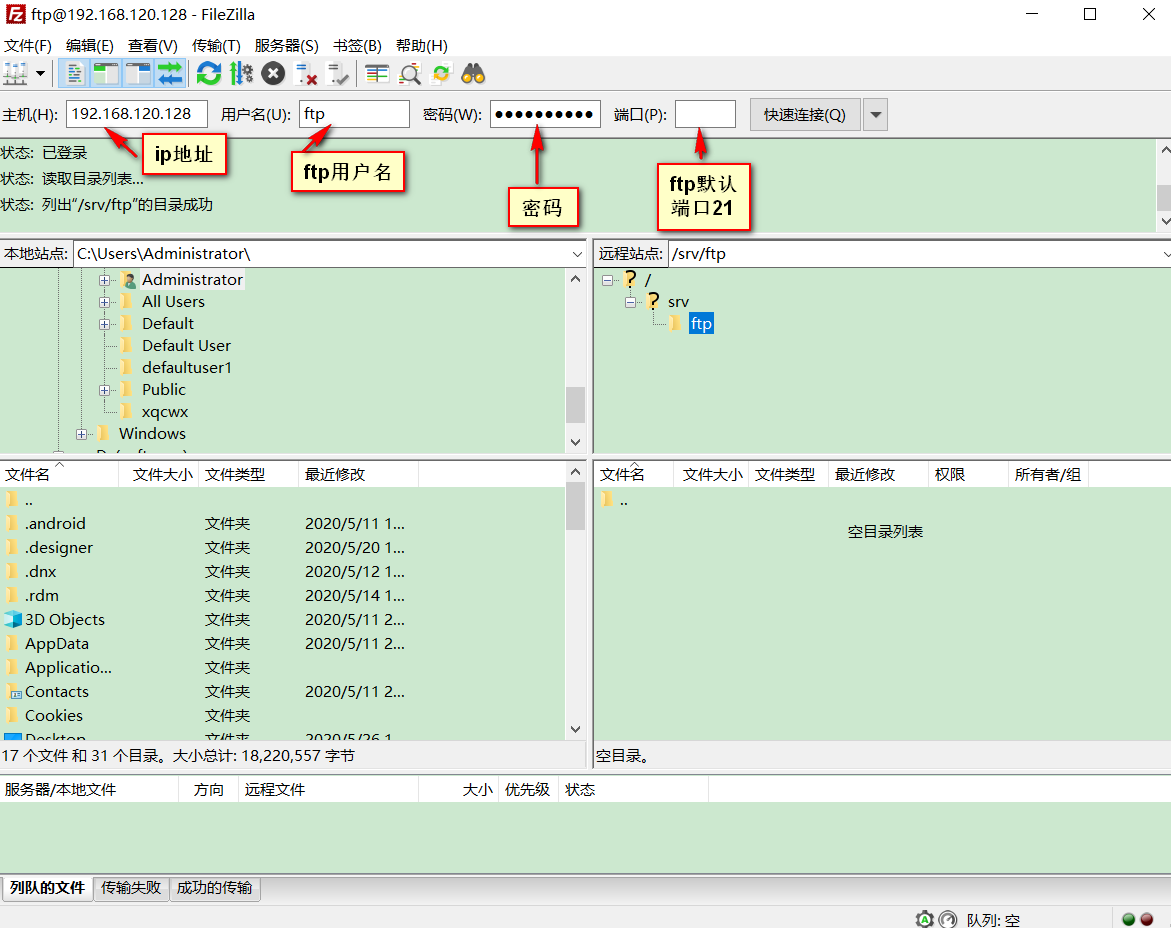 ftp@192.168.120.128 - FileZilla
文件(F) 编辑(E) 查看(V) 传输(T) 服务器(S) 书签(B) 帮助(H)
主机(H): 192.168.120.128 用户名(U): ftp 密码(W): ●●●●●●●●●● 端口(P): 快速连接(Q)
ip地址
ftp用户名
密码
ftp默认
端口21
状态: 已登录
状态: 读取目录列表...
状态: 列出“/srv/ftp”的目录成功
本地站点: C:\Users\Administrator\
Administrator
All Users
Default
Default User
defaultuser1
Public
xqcwx
Windows
远程站点: /srv/ftp
/
srv
ftp
文件名 文件大小 文件类型 最近修改
..
.android 文件夹 2020/5/11 1...
.designer 文件夹 2020/5/20 1...
.dnx 文件夹 2020/5/12 1...
.rdm 文件夹 2020/5/14 1...
3D Objects 文件夹 2020/5/11 2...
AppData 文件夹 2020/5/11 2...
Applicatio... 文件夹
Contacts 文件夹 2020/5/11 2...
Cookies 文件夹
Desktop 文件夹 2020/5/26 1...
17 个文件 和 31 个目录。大小总计: 18,220,557 字节
文件名 文件大小 文件类型 最近修改 权限 所有者/组
..
空目录列表
空目录。
服务器/本地文件 方向 远程文件 大小 优先级 状态
列队的文件 传输失败 成功的传输
队列: 空